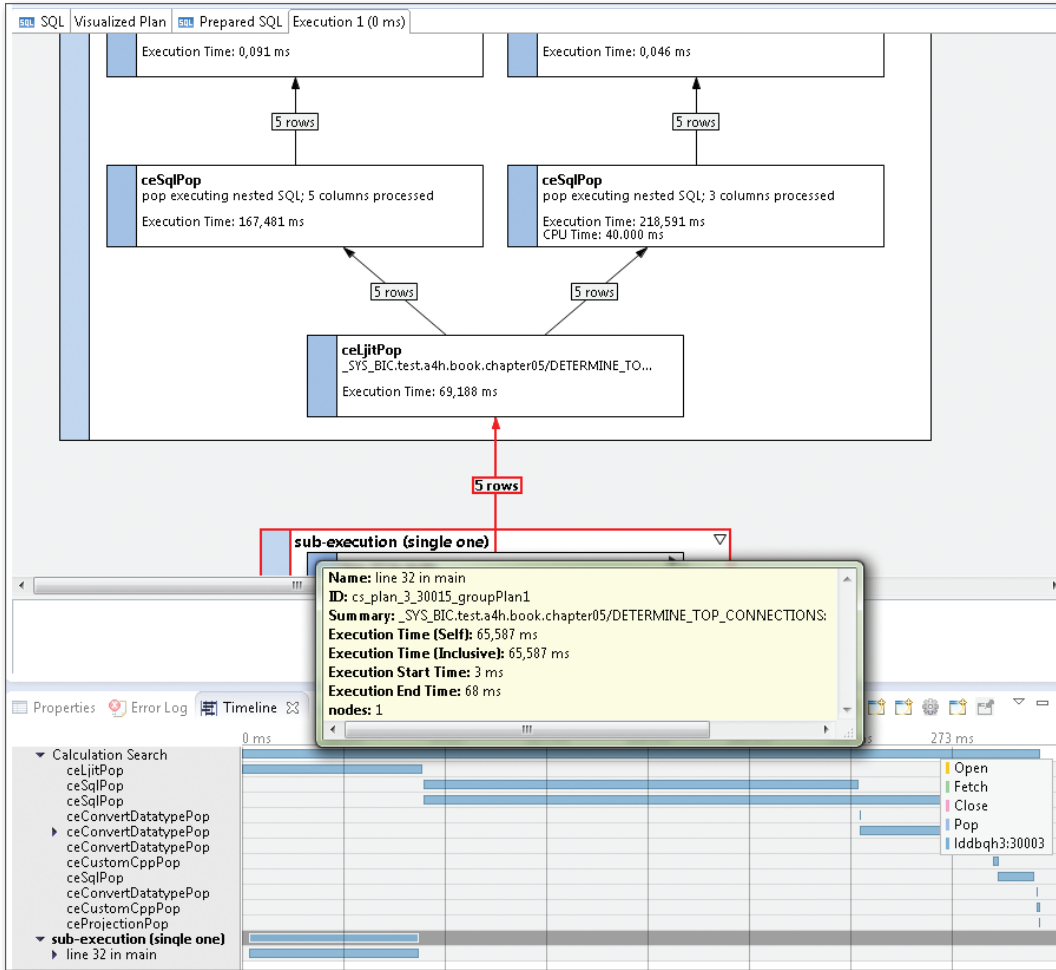 SQL SQL Visualized Plan SQL Prepared SQL Execution 1 (0 ms)
Execution Time: 0,091 ms
Execution Time: 0,046 ms
5 rows
5 rows
ceSqlPop
pop executing nested SQL; 5 columns processed
Execution Time: 167,481 ms
ceSqlPop
pop executing nested SQL; 3 columns processed
Execution Time: 218,591 ms
CPU Time: 40.000 ms
5 rows
5 rows
ceLjitPop
_SYS_BIC.test.a4h.book.chapter05/DETERMINE_TO...
Execution Time: 69,188 ms
5 rows
sub-execution (single one)
Name: line 32 in main
ID: cs_plan_3_30015_groupPlan1
Summary: _SYS_BIC.test.a4h.book.chapter05/DETERMINE_TOP_CONNECTIONS:
Execution Time (Self): 65,587 ms
Execution Time (Inclusive): 65,587 ms
Execution Start Time: 3 ms
Execution End Time: 68 ms
nodes: 1
Properties Error Log Timeline
0 ms
273 ms
Calculation Search
ceLjitPop
ceSqlPop
ceSqlPop
ceConvertDatatypePop
ceConvertDatatypePop
ceConvertDatatypePop
ceCustomCppPop
ceSqlPop
ceConvertDatatypePop
ceCustomCppPop
ceProjectionPop
sub-execution (single one)
line 32 in main
Open
Fetch
Close
Pop
lddbqh3:30003